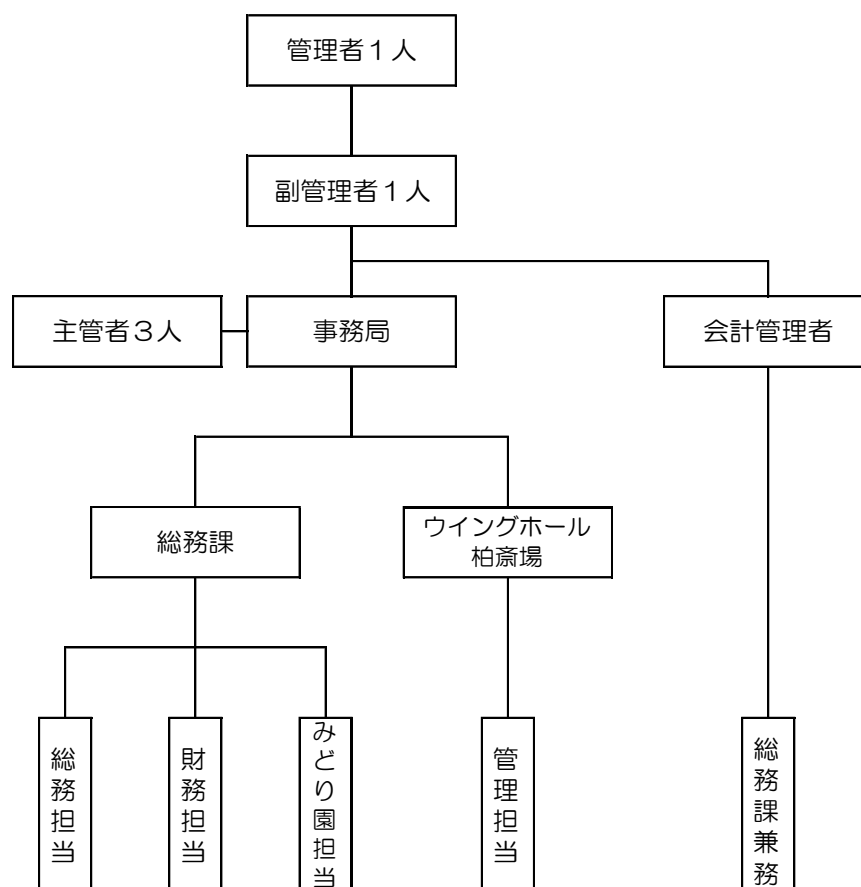 管理者１人
副管理者１人
主管者３人
事務局
会計管理者
総務課
ウイングホール
柏斎場
総務担当
財務担当
みどり園担当
管理担当
総務課兼務